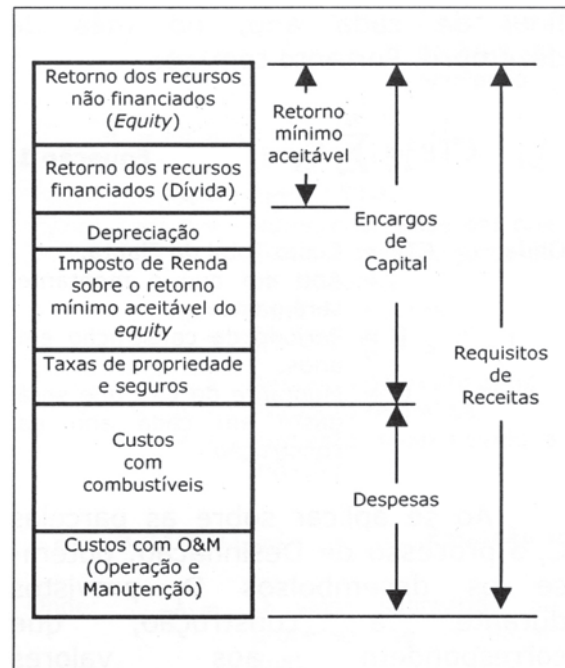 Retorno dos recursos
não financiados
(Equity)
Retorno dos recursos
financiados (Dívida)
Depreciação
Imposto de Renda
sobre o retorno
mínimo aceitável do
equity
Taxas de propriedade
e seguros
Custos
com
combustíveis
Custos com O&M
(Operação e
Manutenção)
Retorno
mínimo
aceitável
Encargos
de
Capital
Despesas
Requisitos
de
Receitas